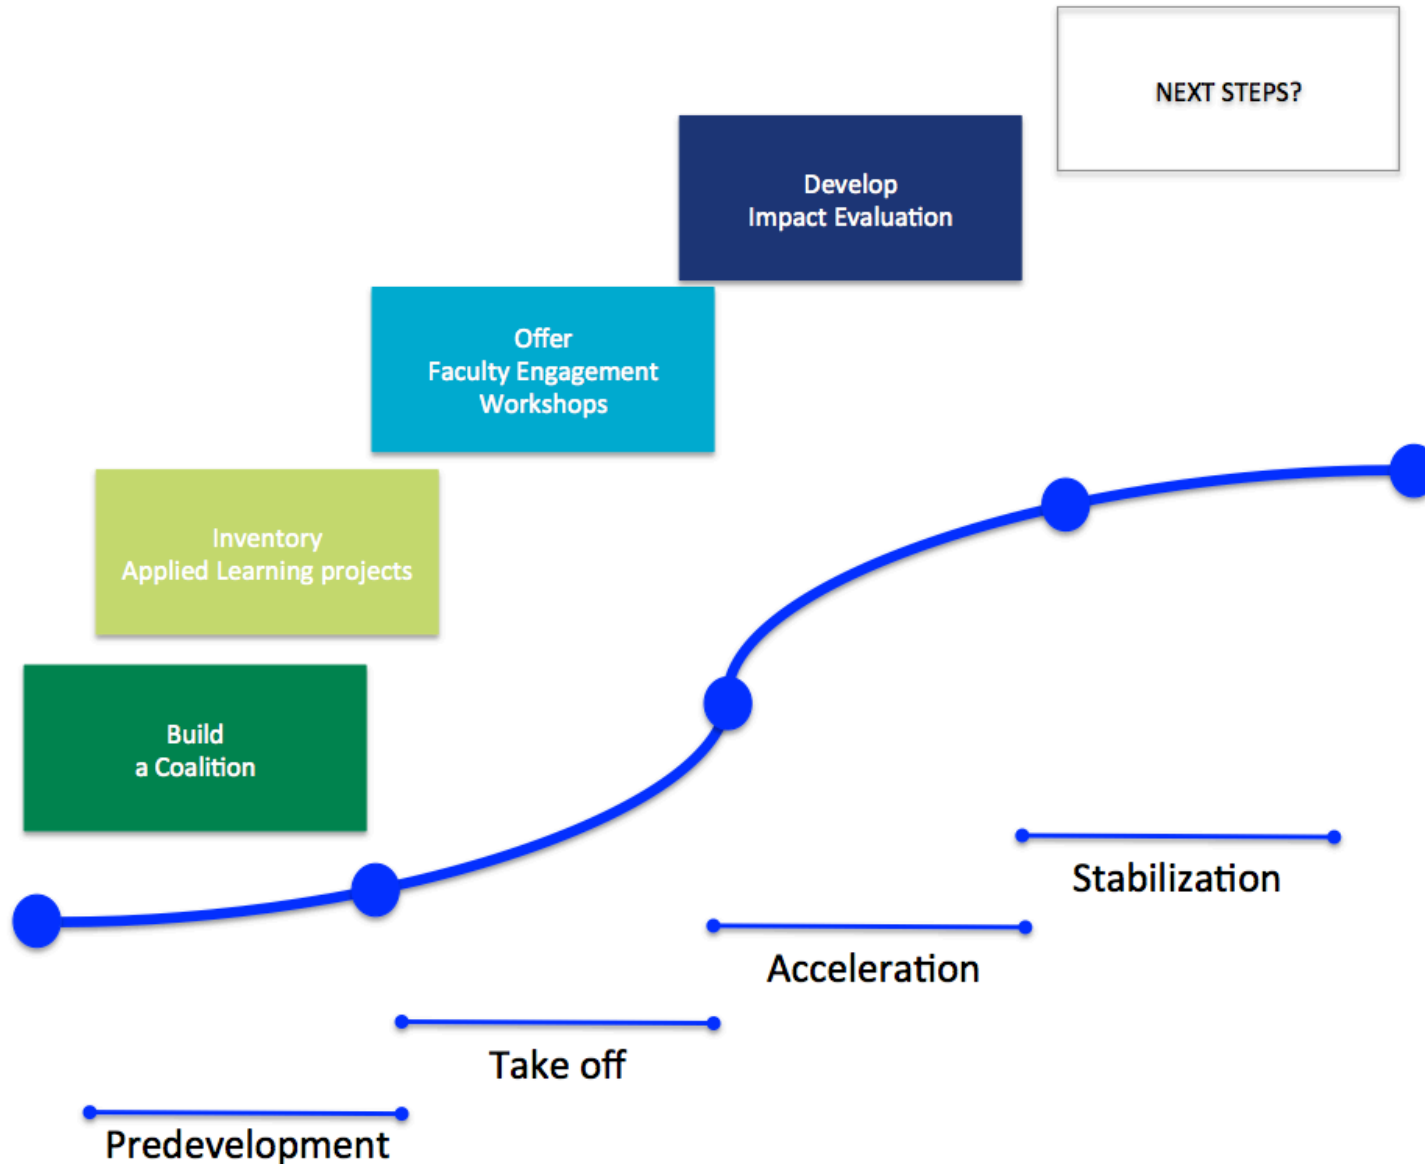 NEXT STEPS?
Develop
Impact Evaluation
Offer
Faculty Engagement
Workshops
Inventory
Applied Learning projects
Build
a Coalition
Stabilization
Acceleration
Take off
Predevelopment